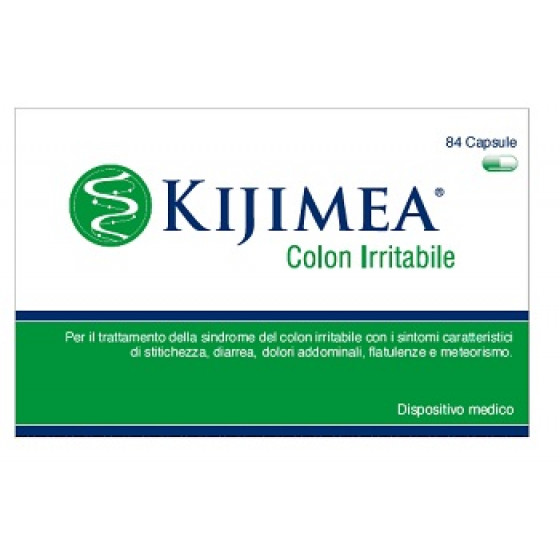 84 Capsule
KIJIMEA®
Colon Irritabile
Per il trattamento della sindrome del colon irritabile con i sintomi caratteristici
di stitichezza, diarrea, dolori addominali, flatulenze e meteorismo.
Dispositivo medico